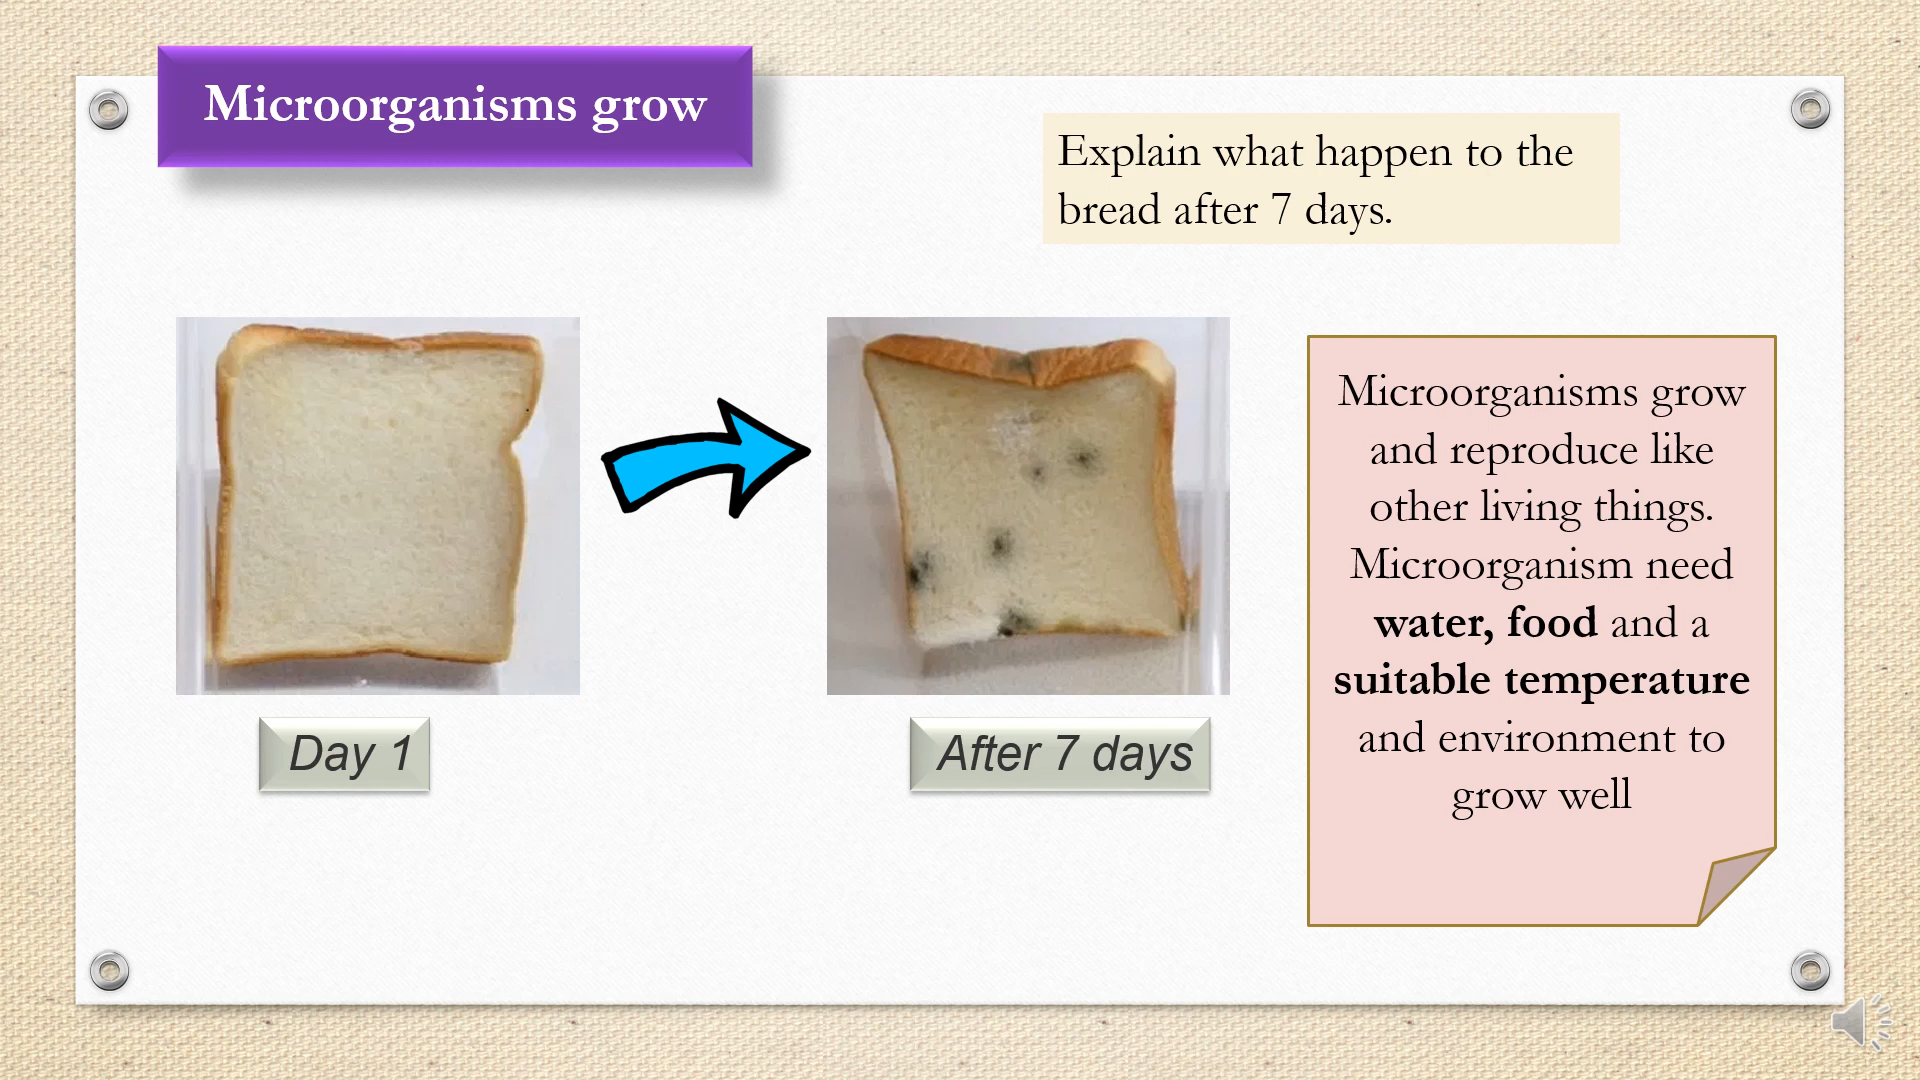 Microorganisms grow
Explain what happen to the
bread after 7 days.
Day 1
After 7 days
Microorganisms grow
and reproduce like
other living things.
Microorganism need
water, food and a
suitable temperature
and environment to
grow well